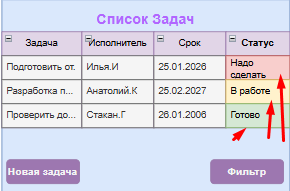 Список Задач
Задача Исполнитель Срок Статус
Подготовить от. Илья.И 25.01.2026 Надо сделать
Разработка п... Анатолий.К 25.02.2027 В работе
Проверить до... Стакан.Г 26.01.2006 Готово
Новая задача Фильтр